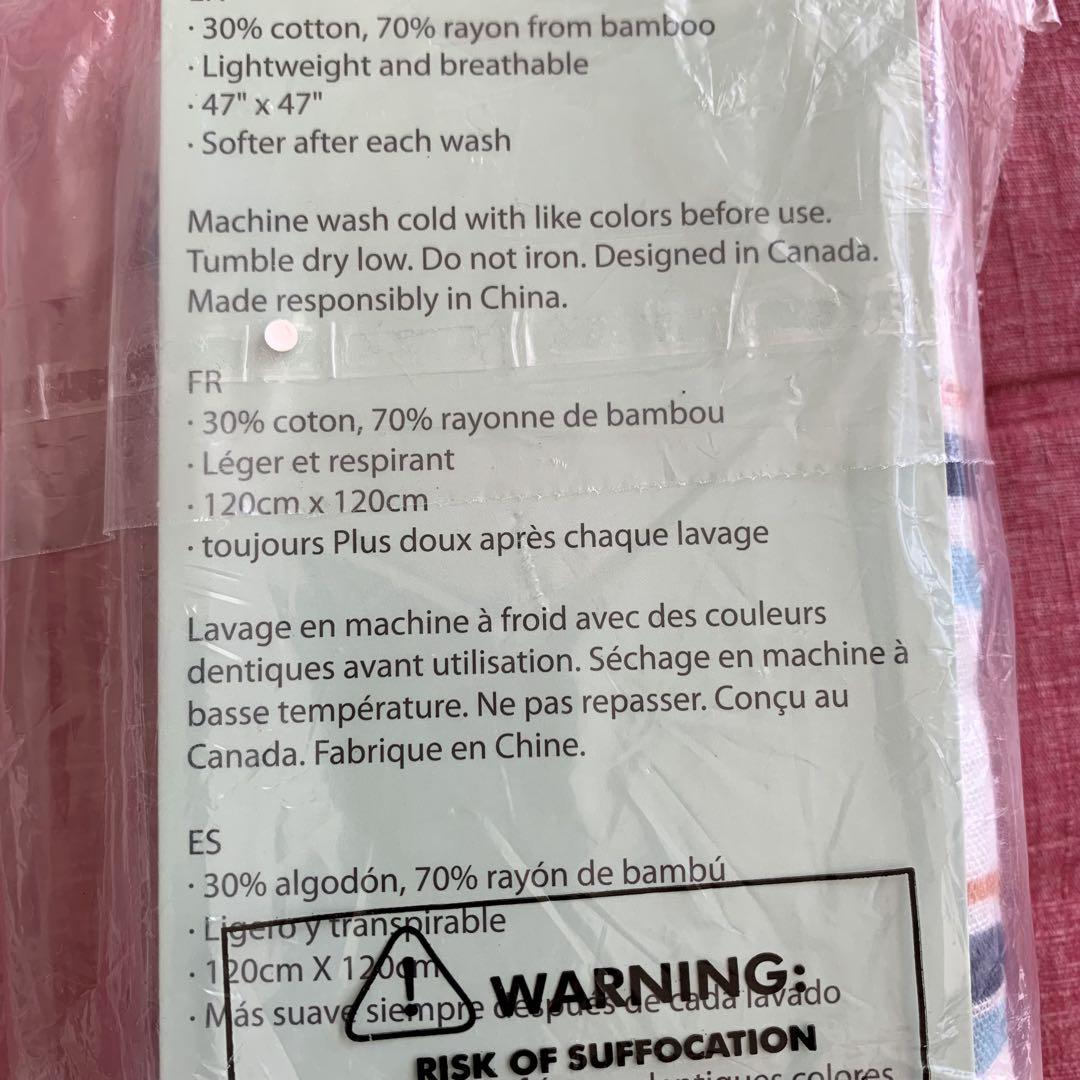 · 30% cotton, 70% rayon from bamboo
· Lightweight and breathable
· 47" x 47"
· Softer after each wash
Machine wash cold with like colors before use.
Tumble dry low. Do not iron. Designed in Canada.
Made responsibly in China.
FR
· 30% coton, 70% rayonne de bambou
· Léger et respirant
· 120cm x 120cm
· toujours Plus doux après chaque lavage
Lavage en machine à froid avec des couleurs
dentiques avant utilisation. Séchage en machine à
basse température. Ne pas repasser. Conçu au
Canada. Fabrique en Chine.
ES
· 30% algodón, 70% rayón de bambú
· Ligero y transpirable
· 120cm X 120cm
· Más suave siempre después de cada lavado
WARNING:
RISK OF SUFFOCATION
colores